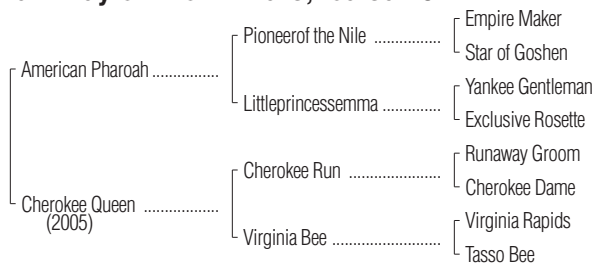 Pioneerof the Nile ................
Empire Maker
Star of Goshen
American Pharoah ................
Littleprincessemma ..............
Yankee Gentleman
Exclusive Rosette
Cherokee Run ......................
Runaway Groom
Cherokee Dame
Cherokee Queen ..................
(2005)
Virginia Bee ..........................
Virginia Rapids
Tasso Bee